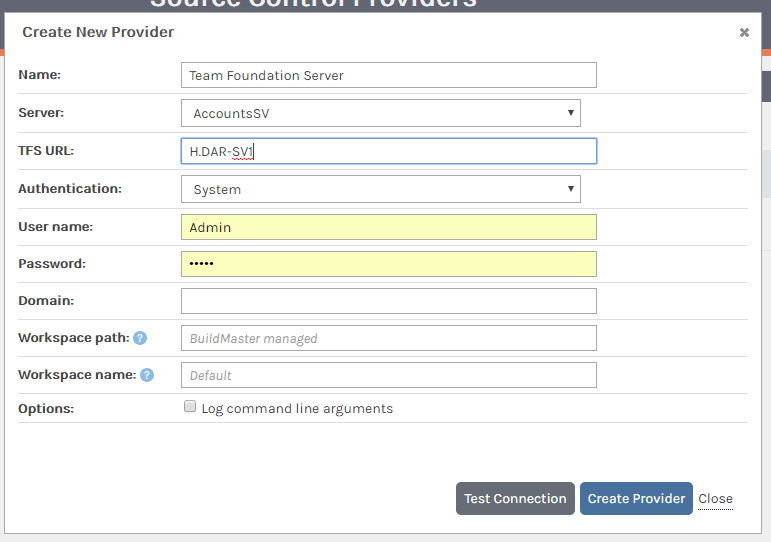 Source Control Providers
Create New Provider ×
Name: Team Foundation Server
Server: AccountsSV
TFS URL: H.DAR-SV1
Authentication: System
User name: Admin
Password: •••••
Domain:
Workspace path: ? BuildMaster managed
Workspace name: ? Default
Options: Log command line arguments
Test Connection Create Provider Close